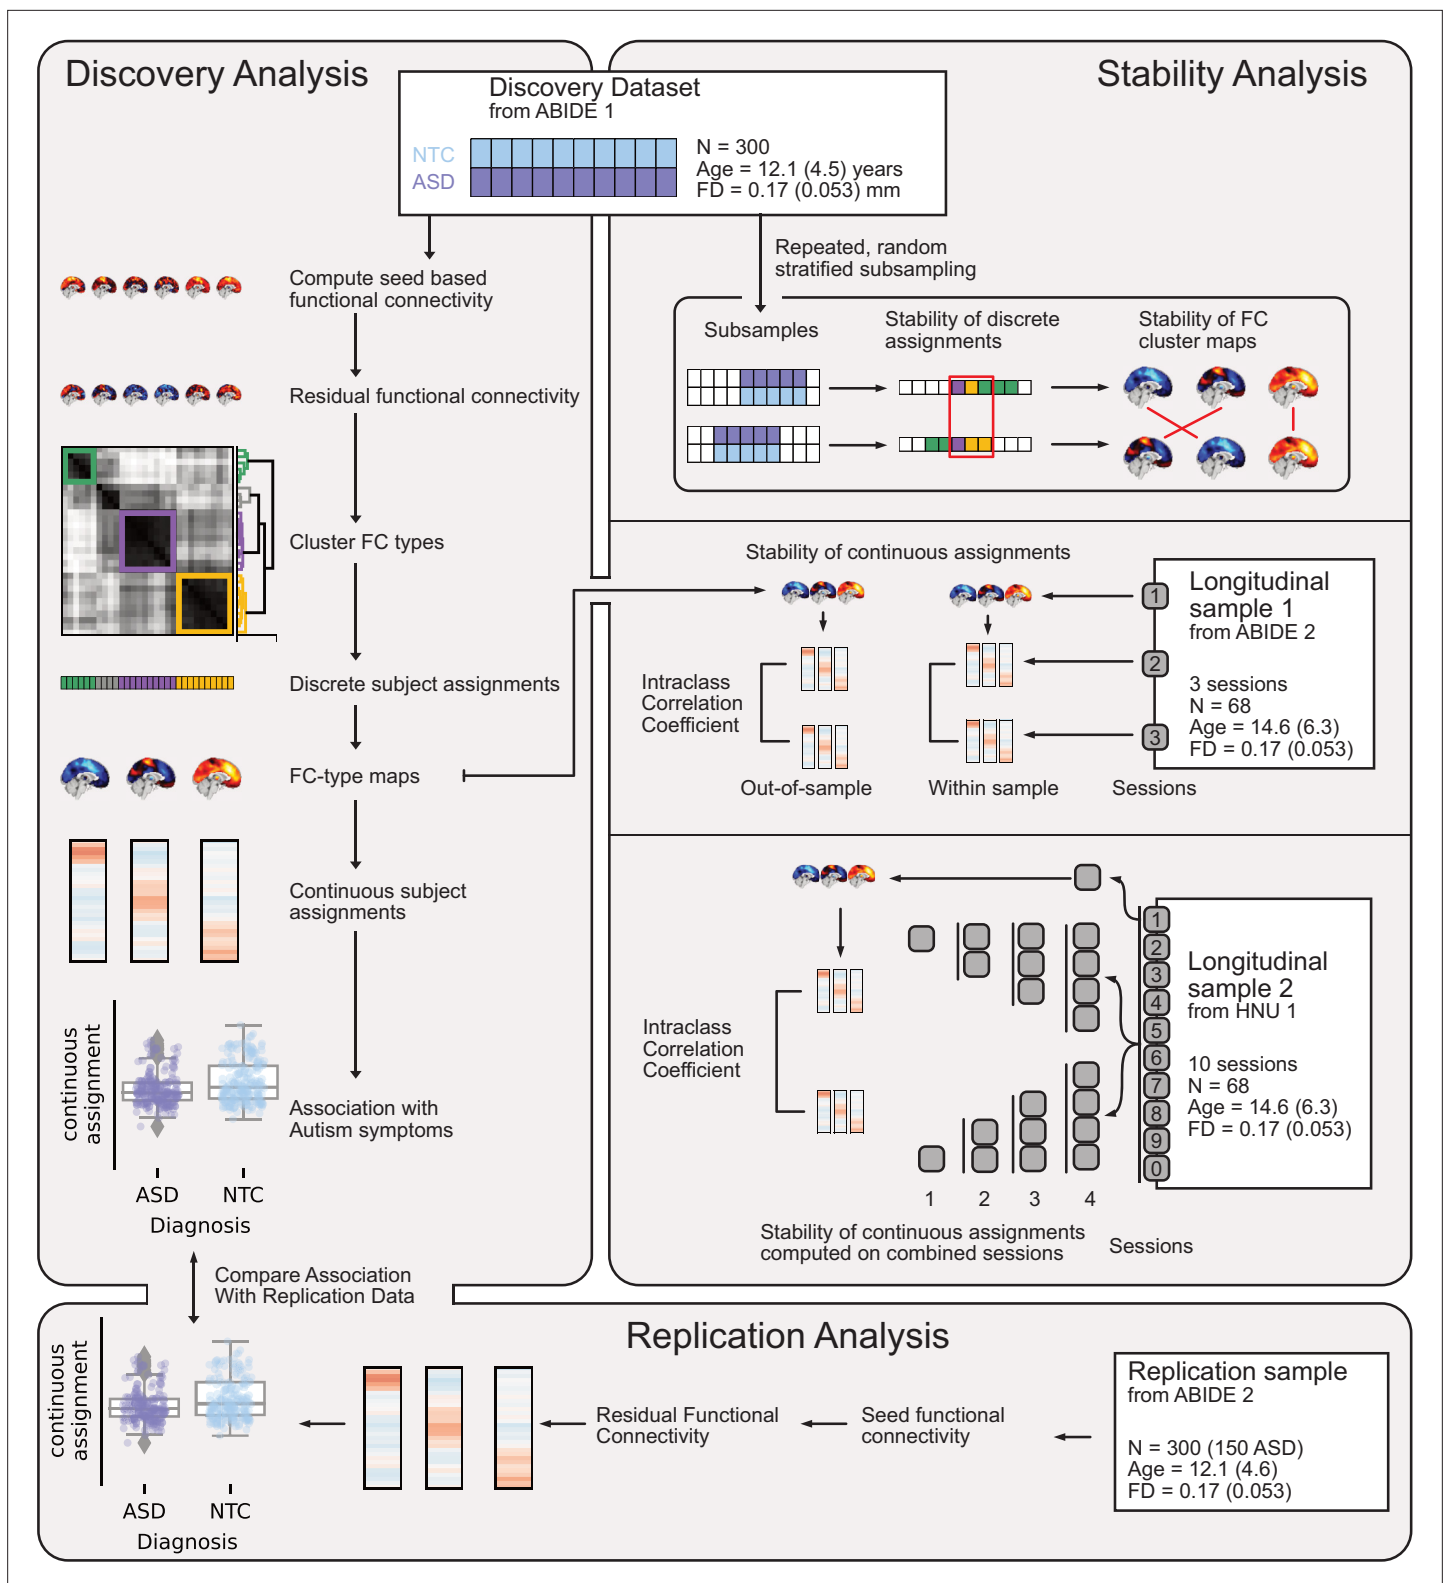 Discovery Analysis
Stability Analysis
Discovery Dataset
from ABIDE 1
NTC
ASD
N = 300
Age = 12.1 (4.5) years
FD = 0.17 (0.053) mm
Compute seed based
functional connectivity
Residual functional connectivity
Cluster FC types
Discrete subject assignments
FC-type maps
Continuous subject
assignments
Association with
Autism symptoms
continuous
assignment
ASD
NTC
Diagnosis
Repeated, random
stratified subsampling
Subsamples
Stability of discrete
assignments
Stability of FC
cluster maps
Stability of continuous assignments
Intraclass
Correlation
Coefficient
Out-of-sample
Within sample
Sessions
1
2
3
Longitudinal
sample 1
from ABIDE 2
3 sessions
N = 68
Age = 14.6 (6.3)
FD = 0.17 (0.053)
Intraclass
Correlation
Coefficient
1
2
3
4
Stability of continuous assignments
computed on combined sessions
Sessions
1
2
3
4
5
6
7
8
9
0
Longitudinal
sample 2
from HNU 1
10 sessions
N = 68
Age = 14.6 (6.3)
FD = 0.17 (0.053)
Compare Association
With Replication Data
Replication Analysis
continuous
assignment
ASD
NTC
Diagnosis
Residual Functional
Connectivity
Seed functional
connectivity
Replication sample
from ABIDE 2
N = 300 (150 ASD)
Age = 12.1 (4.6)
FD = 0.17 (0.053)